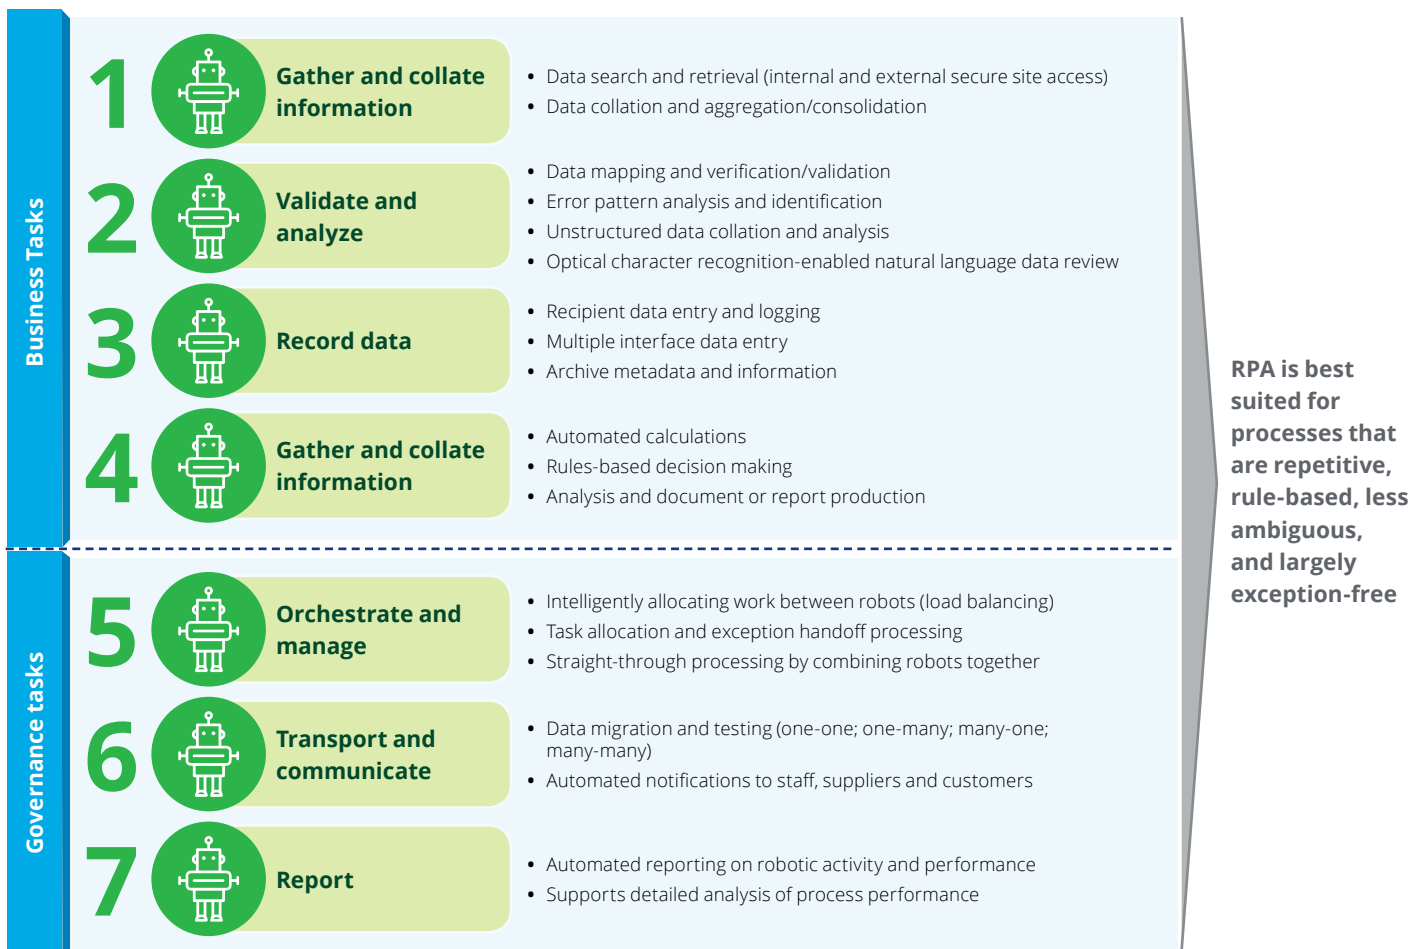 Business Tasks
1
Gather and collate
information
• Data search and retrieval (internal and external secure site access)
• Data collation and aggregation/consolidation
2
Validate and
analyze
• Data mapping and verification/validation
• Error pattern analysis and identification
• Unstructured data collation and analysis
• Optical character recognition-enabled natural language data review
3
Record data
• Recipient data entry and logging
• Multiple interface data entry
• Archive metadata and information
4
Gather and collate
information
• Automated calculations
• Rules-based decision making
• Analysis and document or report production
Governance tasks
5
Orchestrate and
manage
• Intelligently allocating work between robots (load balancing)
• Task allocation and exception handoff processing
• Straight-through processing by combining robots together
6
Transport and
communicate
• Data migration and testing (one-one; one-many; many-one;
many-many)
• Automated notifications to staff, suppliers and customers
7
Report
• Automated reporting on robotic activity and performance
• Supports detailed analysis of process performance
RPA is best
suited for
processes that
are repetitive,
rule-based, less
ambiguous,
and largely
exception-free